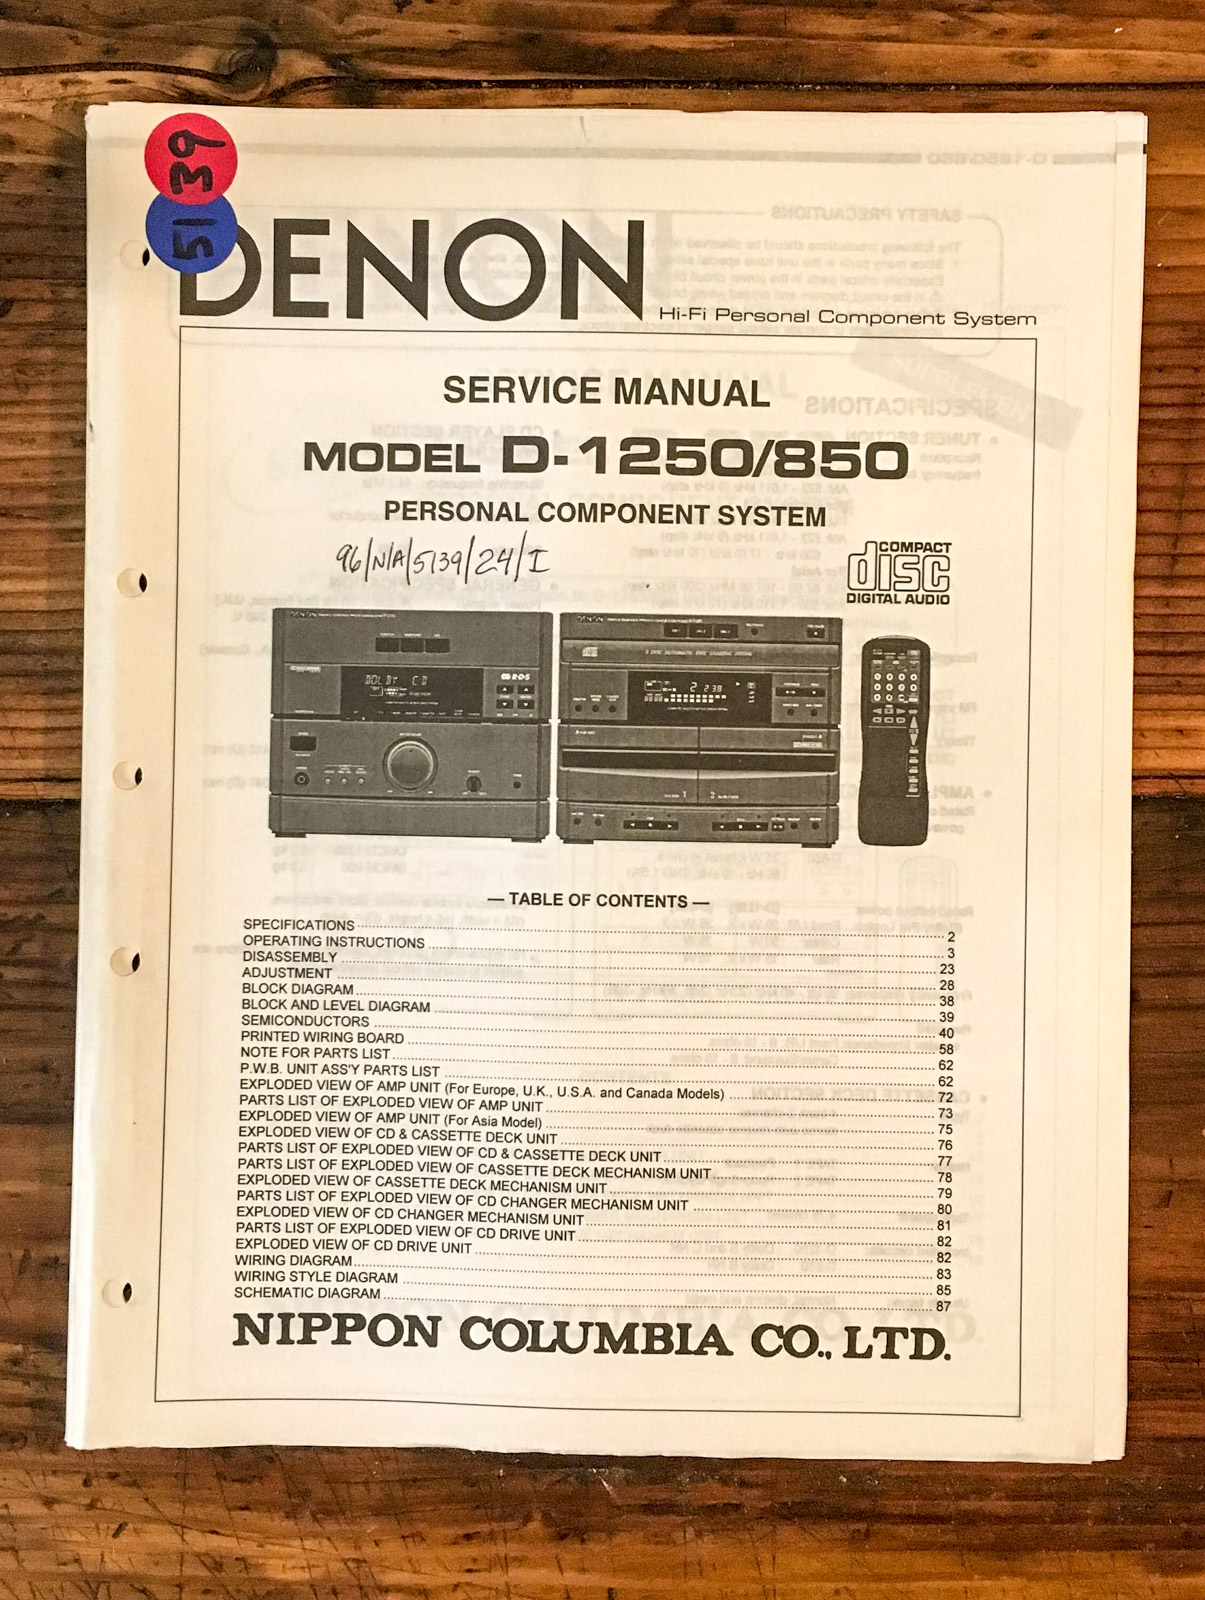 39
51
DENON
Hi-Fi Personal Component System
SERVICE MANUAL
MODEL D-1250/850
PERSONAL COMPONENT SYSTEM
96/N/A/5139/24/I
COMPACT
disc
DIGITAL AUDIO
DENON
DENON
DOLBY CD
R·D·S
— TABLE OF CONTENTS —
SPECIFICATIONS 2
OPERATING INSTRUCTIONS 3
DISASSEMBLY 23
ADJUSTMENT 28
BLOCK DIAGRAM 38
BLOCK AND LEVEL DIAGRAM 39
SEMICONDUCTORS 40
PRINTED WIRING BOARD 58
NOTE FOR PARTS LIST 62
P.W.B. UNIT ASS'Y PARTS LIST 62
EXPLODED VIEW OF AMP UNIT (For Europe, U.K., U.S.A. and Canada Models) 72
PARTS LIST OF EXPLODED VIEW OF AMP UNIT 73
EXPLODED VIEW OF AMP UNIT (For Asia Model) 75
EXPLODED VIEW OF CD & CASSETTE DECK UNIT 76
PARTS LIST OF EXPLODED VIEW OF CD & CASSETTE DECK UNIT 77
PARTS LIST OF EXPLODED VIEW OF CASSETTE DECK MECHANISM UNIT 78
EXPLODED VIEW OF CASSETTE DECK MECHANISM UNIT 79
PARTS LIST OF EXPLODED VIEW OF CD CHANGER MECHANISM UNIT 80
EXPLODED VIEW OF CD CHANGER MECHANISM UNIT 81
PARTS LIST OF EXPLODED VIEW OF CD DRIVE UNIT 82
EXPLODED VIEW OF CD DRIVE UNIT 82
WIRING DIAGRAM 83
WIRING STYLE DIAGRAM 85
SCHEMATIC DIAGRAM 87
NIPPON COLUMBIA CO., LTD.